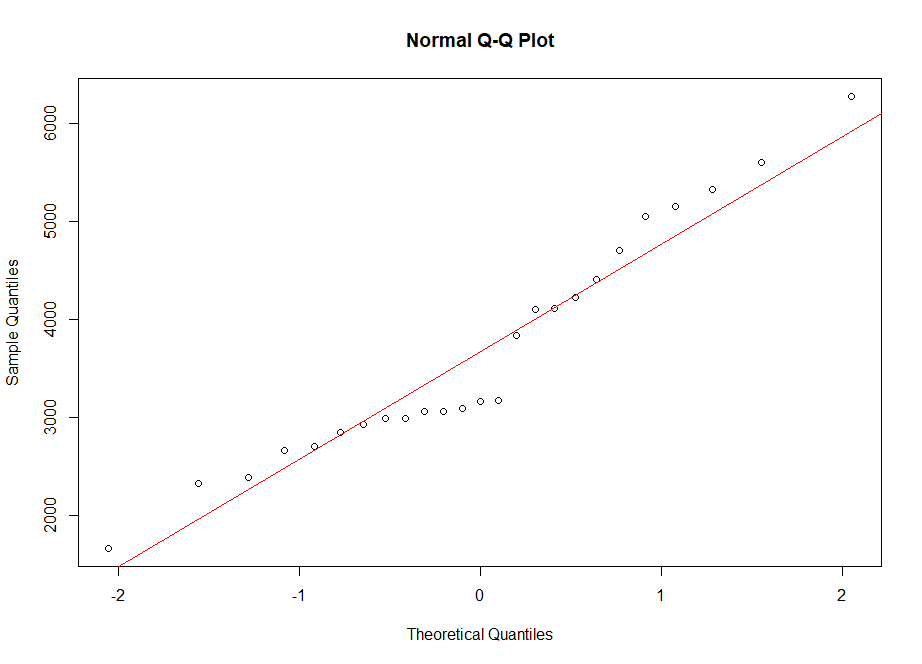 Normal Q-Q Plot
6000
5000
4000
3000
2000
Sample Quantiles
-2 -1 0 1 2
Theoretical Quantiles